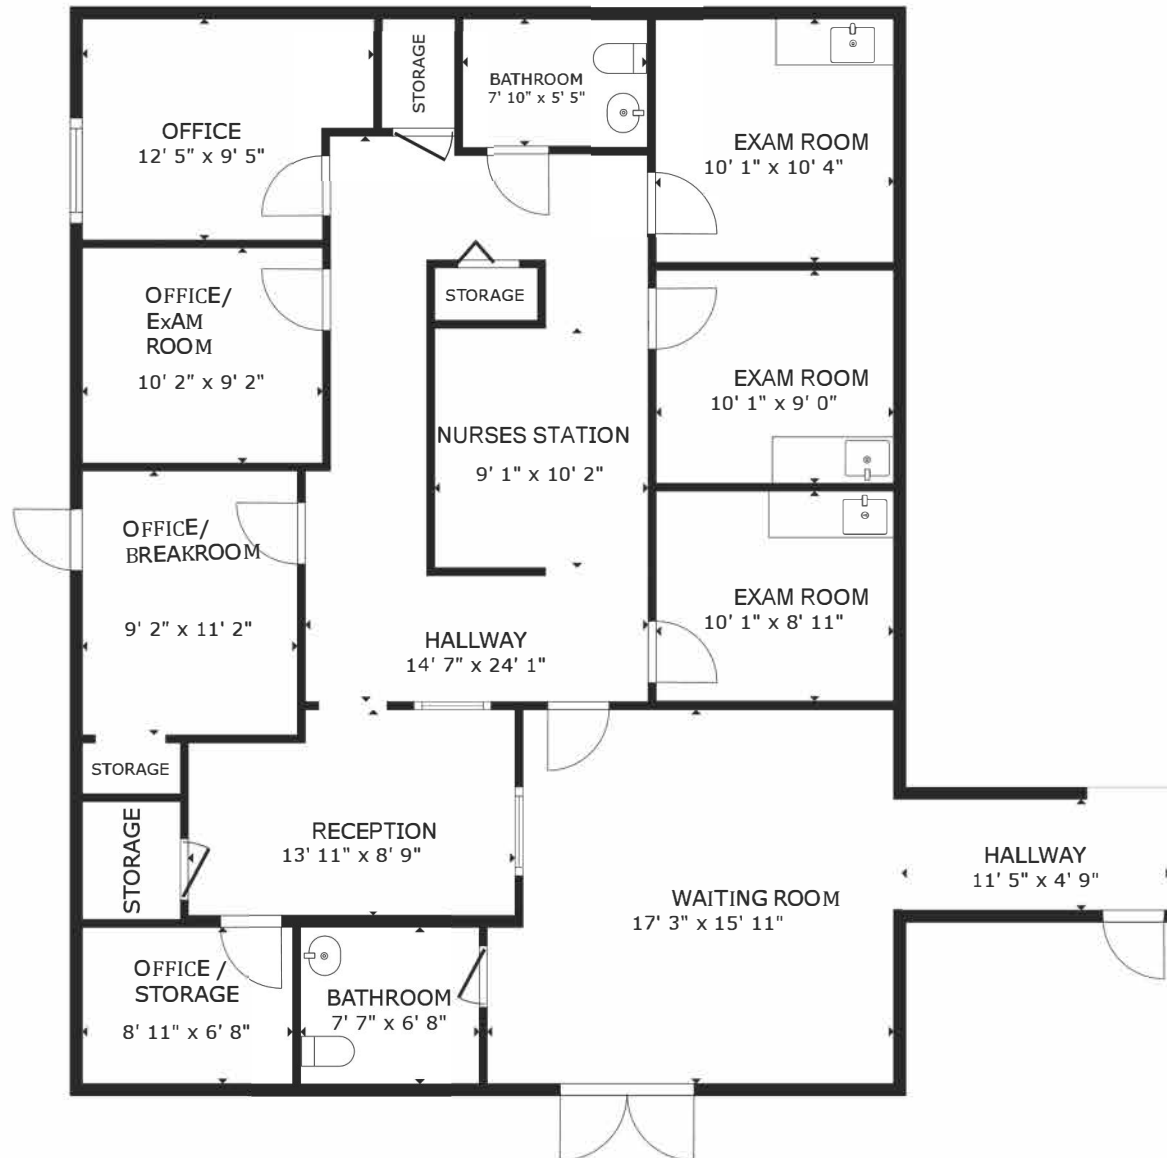 STORAGE
BATHROOM
7' 10" x 5' 5"
OFFICE
12' 5" x 9' 5"
EXAM ROOM
10' 1" x 10' 4"
OFFICE/
ExAM
ROOM
10' 2" x 9' 2"
STORAGE
EXAM ROOM
10' 1" x 9' 0"
NURSES STATION
9' 1" x 10' 2"
OFFICE/
BREAKROOM
9' 2" x 11' 2"
EXAM ROOM
10' 1" x 8' 11"
HALLWAY
14' 7" x 24' 1"
STORAGE
STORAGE
RECEPTION
13' 11" x 8' 9"
WAITING ROOM
17' 3" x 15' 11"
HALLWAY
11' 5" x 4' 9"
OFFICE /
STORAGE
8' 11" x 6' 8"
BATHROOM
7' 7" x 6' 8"